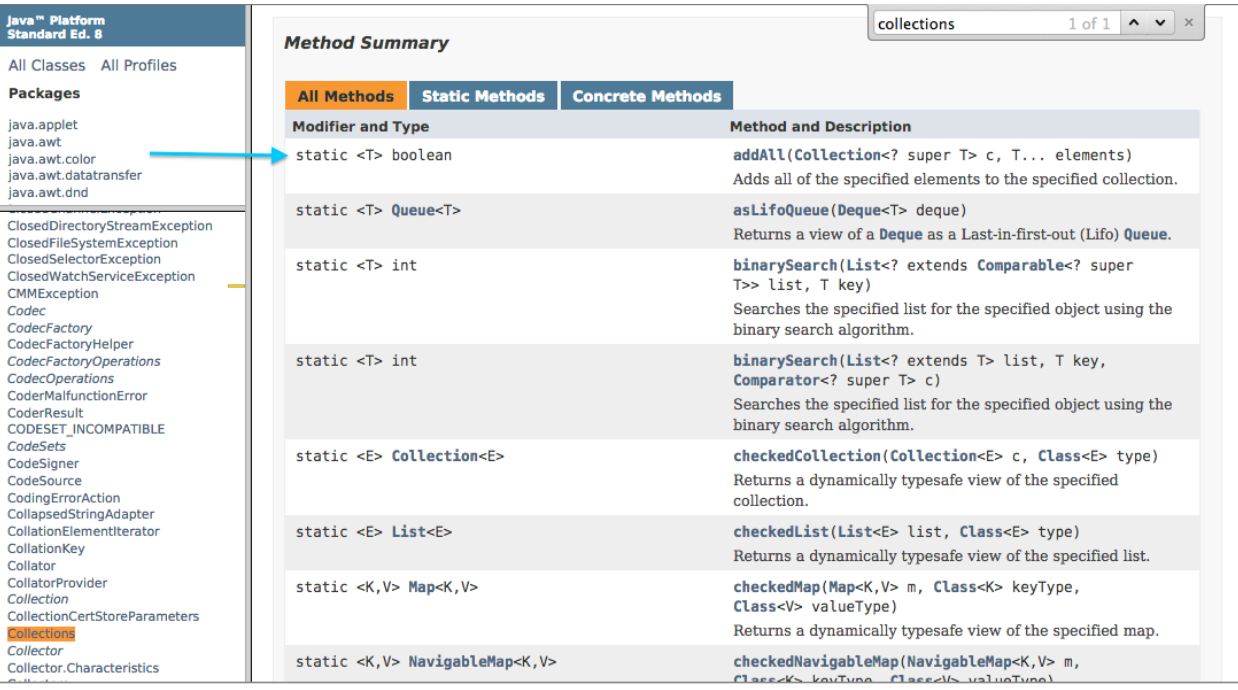 Java™ Platform
Standard Ed. 8
All Classes All Profiles
Packages
java.applet
java.awt
java.awt.color
java.awt.datatransfer
java.awt.dnd
ClosedDirectoryStreamException
ClosedFileSystemException
ClosedSelectorException
ClosedWatchServiceException
CMMException
Codec
CodecFactory
CodecFactoryHelper
CodecFactoryOperations
CodecOperations
CoderMalfunctionError
CoderResult
CODESET_INCOMPATIBLE
CodeSets
CodeSigner
CodeSource
CodingErrorAction
CollapsedStringAdapter
CollationElementIterator
CollationKey
Collator
CollatorProvider
Collection
CollectionCertStoreParameters
Collections
Collector
Collector.Characteristics
collections 1 of 1 ×
Method Summary
All Methods Static Methods Concrete Methods
Modifier and Type Method and Description
static <T> boolean addAll(Collection<? super T> c, T... elements)
Adds all of the specified elements to the specified collection.
static <T> Queue<T> asLifoQueue(Deque<T> deque)
Returns a view of a Deque as a Last-in-first-out (Lifo) Queue.
static <T> int binarySearch(List<? extends Comparable<? super
T>> list, T key)
Searches the specified list for the specified object using the
binary search algorithm.
static <T> int binarySearch(List<? extends T> list, T key,
Comparator<? super T> c)
Searches the specified list for the specified object using the
binary search algorithm.
static <E> Collection<E> checkedCollection(Collection<E> c, Class<E> type)
Returns a dynamically typesafe view of the specified
collection.
static <E> List<E> checkedList(List<E> list, Class<E> type)
Returns a dynamically typesafe view of the specified list.
static <K,V> Map<K,V> checkedMap(Map<K,V> m, Class<K> keyType,
Class<V> valueType)
Returns a dynamically typesafe view of the specified map.
static <K,V> NavigableMap<K,V> checkedNavigableMap(NavigableMap<K,V> m,
Class<K> keyType, Class<V> valueType)